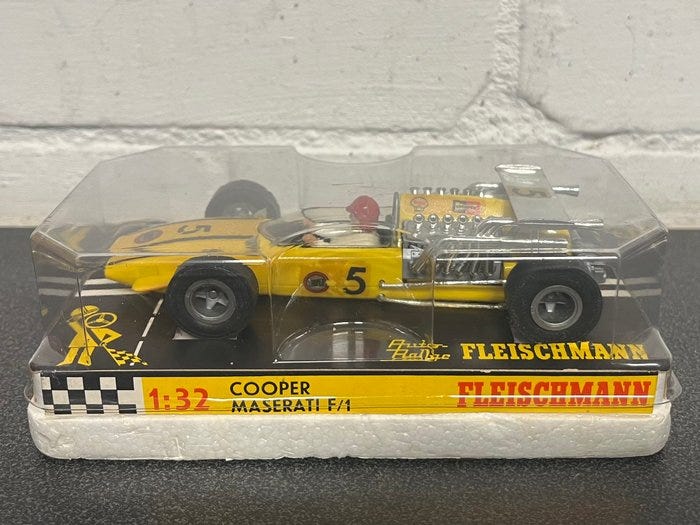 5
5
Auto-
Rallye
FLEISCHMANN
1:32
COOPER
MASERATI F/1
FLEISCHMANN